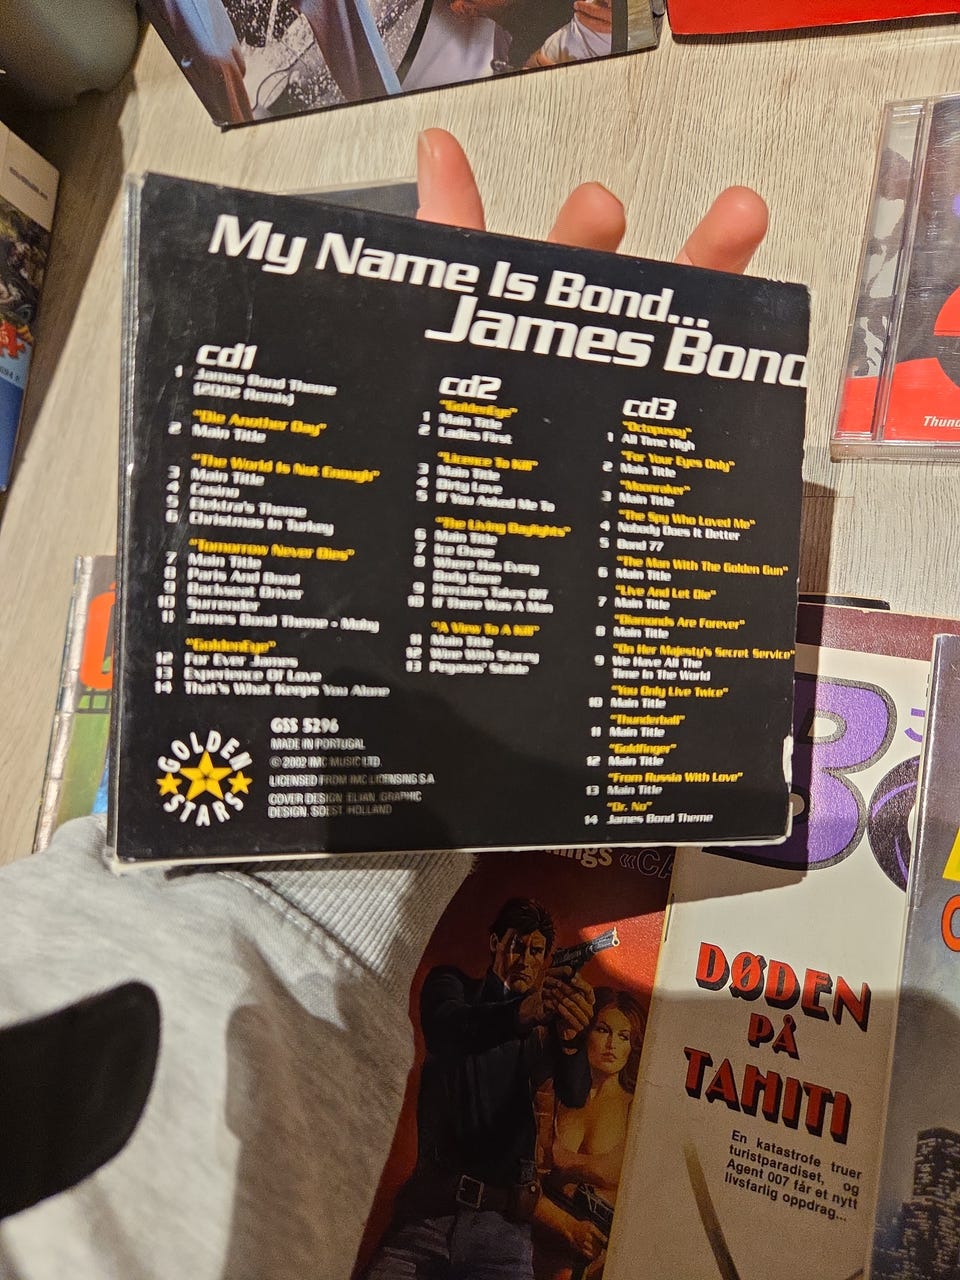 My Name Is Bond...
James Bond
cd1
1 James Bond Theme
(2002 Remix)
"Die Another Day"
2 Main Title
"The World Is Not Enough"
3 Main Title
4 Casino
5 Elektra's Theme
6 Christmas In Turkey
"Tomorrow Never Dies"
7 Main Title
8 Paris And Bond
9 Backseat Driver
10 Surrender
11 James Bond Theme - Moby
"GoldenEye"
12 For Ever James
13 Experience Of Love
14 That's What Keeps You Alone
cd2
"GoldenEye"
1 Main Title
2 Ladies First
"Licence To Kill"
3 Main Title
4 Dirty Love
5 If You Asked Me To
"The Living Daylights"
6 Main Title
7 Ice Chase
8 Where Has Every
Body Gone
9 Hercules Takes Off
10 If There Was A Man
"A View To A Kill"
11 Main Title
12 Wine With Stacey
13 Pegasus' Stable
cd3
"Octopussy"
1 All Time High
"For Your Eyes Only"
2 Main Title
"Moonraker"
3 Main Title
"The Spy Who Loved Me"
4 Nobody Does It Better
5 Bond 77
"The Man With The Golden Gun"
6 Main Title
"Live And Let Die"
7 Main Title
"Diamonds Are Forever"
8 Main Title
"On Her Majesty's Secret Service"
9 We Have All The
Time In The World
"You Only Live Twice"
10 Main Title
"Thunderball"
11 Main Title
"Goldfinger"
12 Main Title
"From Russia With Love"
13 Main Title
"Dr. No"
14 James Bond Theme
GOLDEN
STARS
GSS 5296
MADE IN PORTUGAL
© 2002 IMC MUSIC LTD.
LICENSED FROM IMC LICENSING S.A
COVER DESIGN: ELJAN GRAPHIC
DESIGN, SOEST HOLLAND
Thun
DØDEN
PÅ
TAHITI
En katastrofe truer
turistparadiset, og
Agent 007 får et nytt
livsfarlig oppdrag...